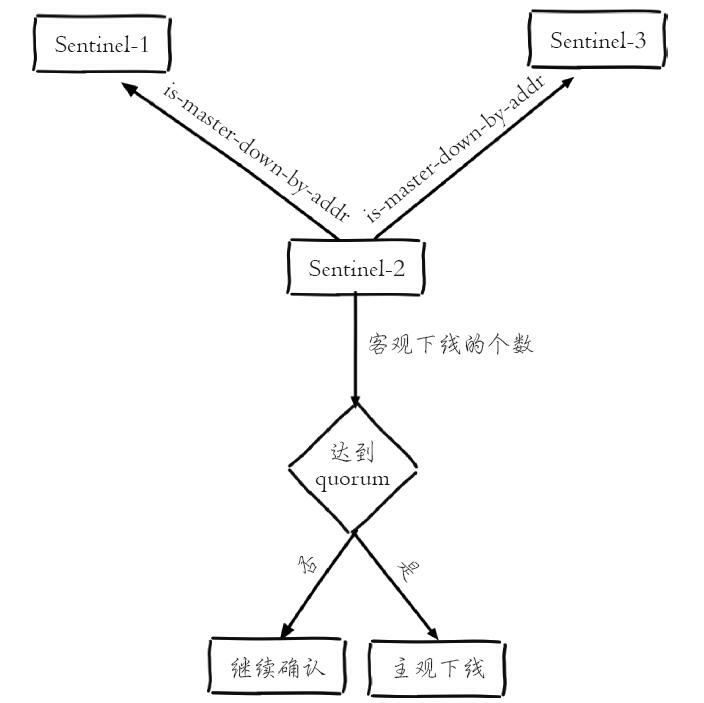 Sentinel-1
Sentinel-3
is-master-down-by-addr
is-master-down-by-addr
Sentinel-2
客观下线的个数
达到
quorum
否
是
继续确认
主观下线